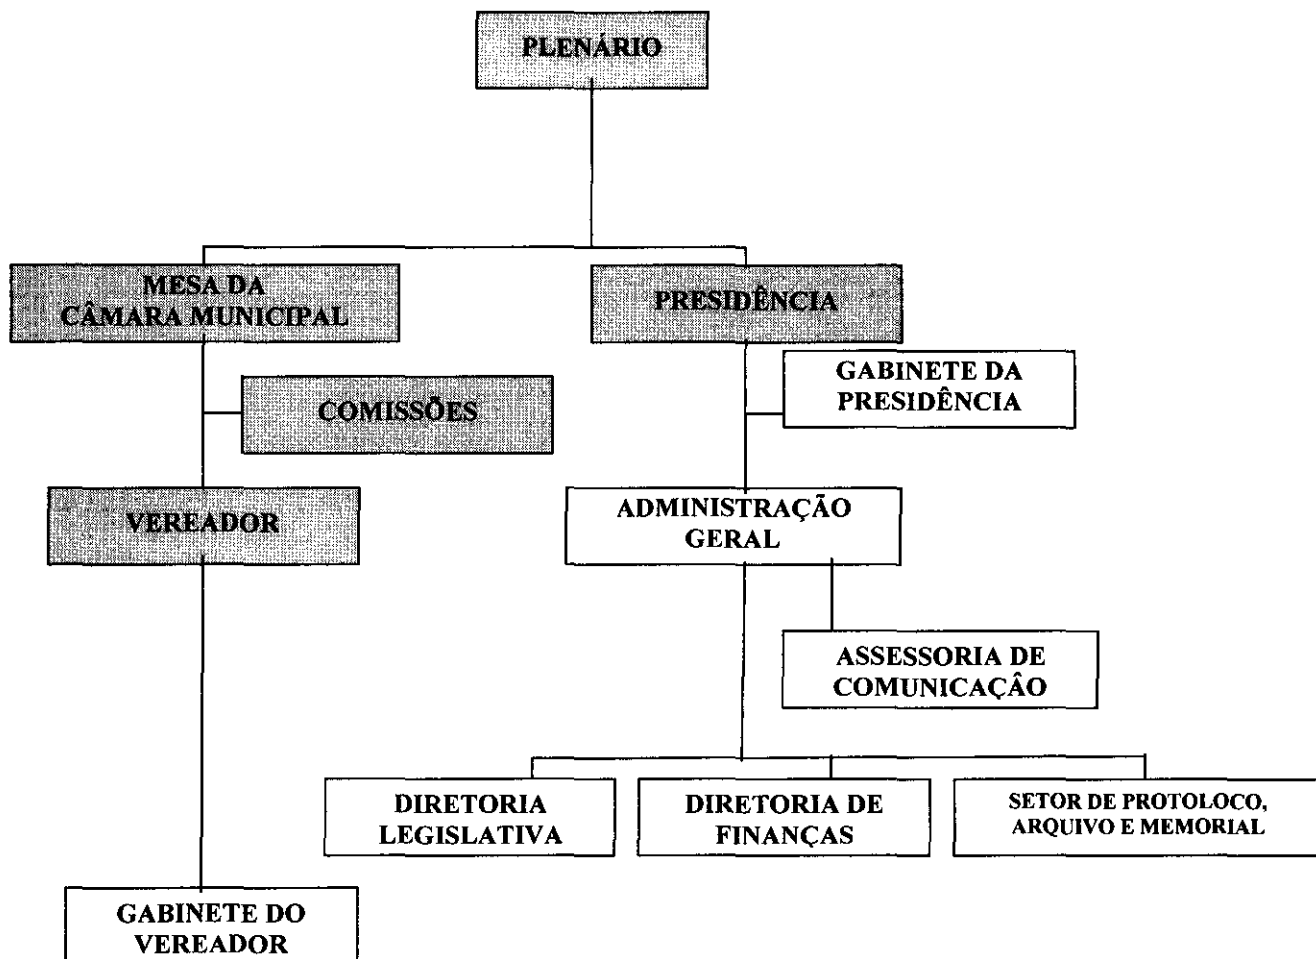 PLENÁRIO
MESA DA
CÂMARA MUNICIPAL
PRESIDÊNCIA
GABINETE DA
PRESIDÊNCIA
COMISSÕES
VEREADOR
ADMINISTRAÇÃO
GERAL
ASSESSORIA DE
COMUNICAÇÂO
DIRETORIA
LEGISLATIVA
DIRETORIA DE
FINANÇAS
SETOR DE PROTOLOCO,
ARQUIVO E MEMORIAL
GABINETE DO
VEREADOR